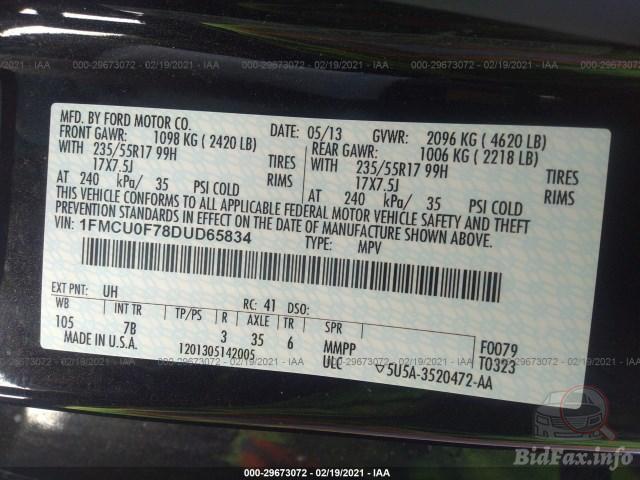 000-29673072 - 02/19/2021 - IAA
MFD. BY FORD MOTOR CO. DATE: 05/13 GVWR: 2096 KG ( 4620 LB)
FRONT GAWR: 1098 KG ( 2420 LB) REAR GAWR: 1006 KG ( 2218 LB)
WITH 235/55R17 99H TIRES WITH 235/55R17 99H TIRES
17X7.5J RIMS 17X7.5J RIMS
AT 240 kPa/ 35 PSI COLD AT 240 kPa/ 35 PSI COLD
THIS VEHICLE CONFORMS TO ALL APPLICABLE FEDERAL MOTOR VEHICLE SAFETY AND THEFT
PREVENTION STANDARDS IN EFFECT ON THE DATE OF MANUFACTURE SHOWN ABOVE.
VIN: 1FMCU0F78DUD65834 TYPE: MPV
EXT PNT: UH RC: 41 DSO:
WB INT TR TP/PS R AXLE TR SPR
105 7B 3 35 6 MMPP F0079
MADE IN U.S.A. 1201305142005 ULC ▽5U5A-3520472-AA T0323
BidFax.info
000-29673072 - 02/19/2021 - IAA